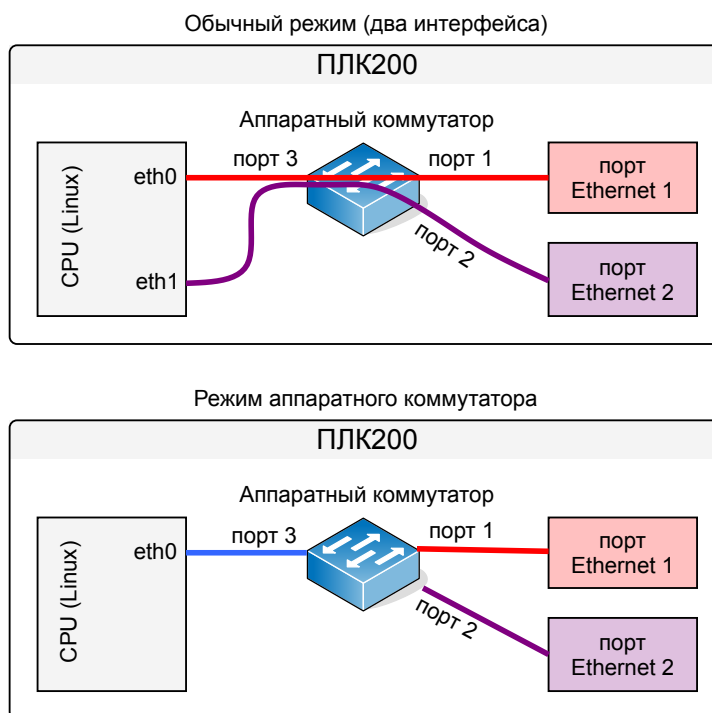 Обычный режим (два интерфейса)
ПЛК200
Аппаратный коммутатор
CPU (Linux)
eth0
порт 3
порт 1
порт
Ethernet 1
eth1
порт 2
порт
Ethernet 2
Режим аппаратного коммутатора
ПЛК200
Аппаратный коммутатор
CPU (Linux)
eth0
порт 3
порт 1
порт
Ethernet 1
порт 2
порт
Ethernet 2